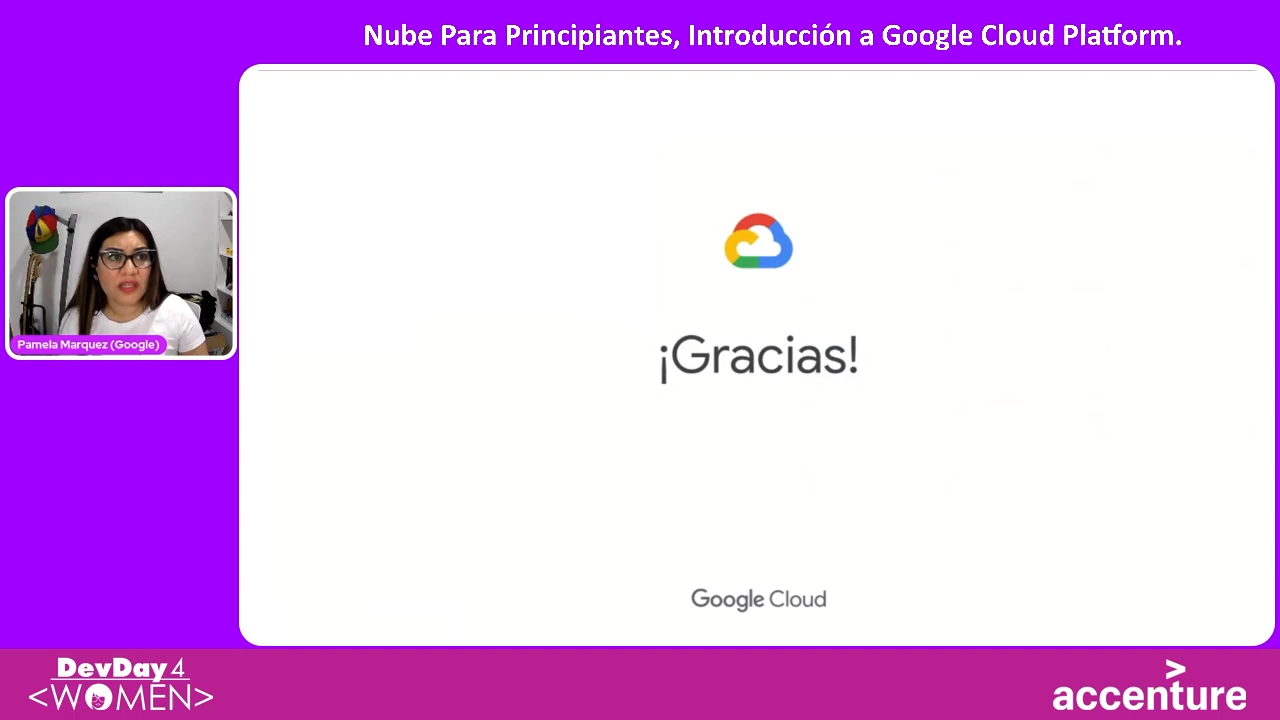 Nube Para Principiantes, Introducción a Google Cloud Platform.
Pamela Marquez (Google)
¡Gracias!
Google Cloud
DevDay 4
<WOMEN>
>
accenture